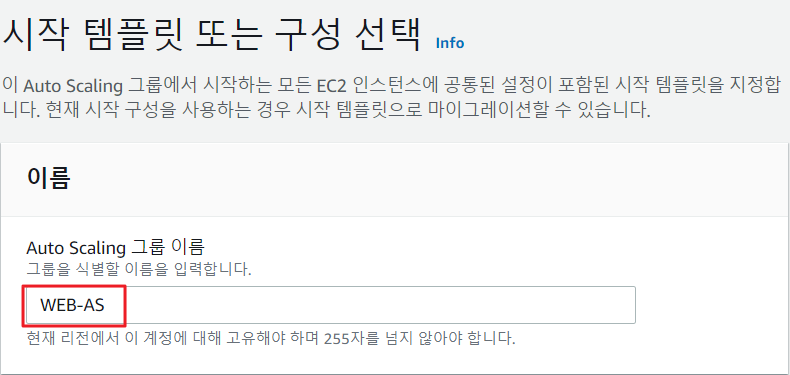 시작 템플릿 또는 구성 선택 Info
이 Auto Scaling 그룹에서 시작하는 모든 EC2 인스턴스에 공통된 설정이 포함된 시작 템플릿을 지정합
니다. 현재 시작 구성을 사용하는 경우 시작 템플릿으로 마이그레이션할 수 있습니다.
이름
Auto Scaling 그룹 이름
그룹을 식별할 이름을 입력합니다.
WEB-AS
현재 리전에서 이 계정에 대해 고유해야 하며 255자를 넘지 않아야 합니다.